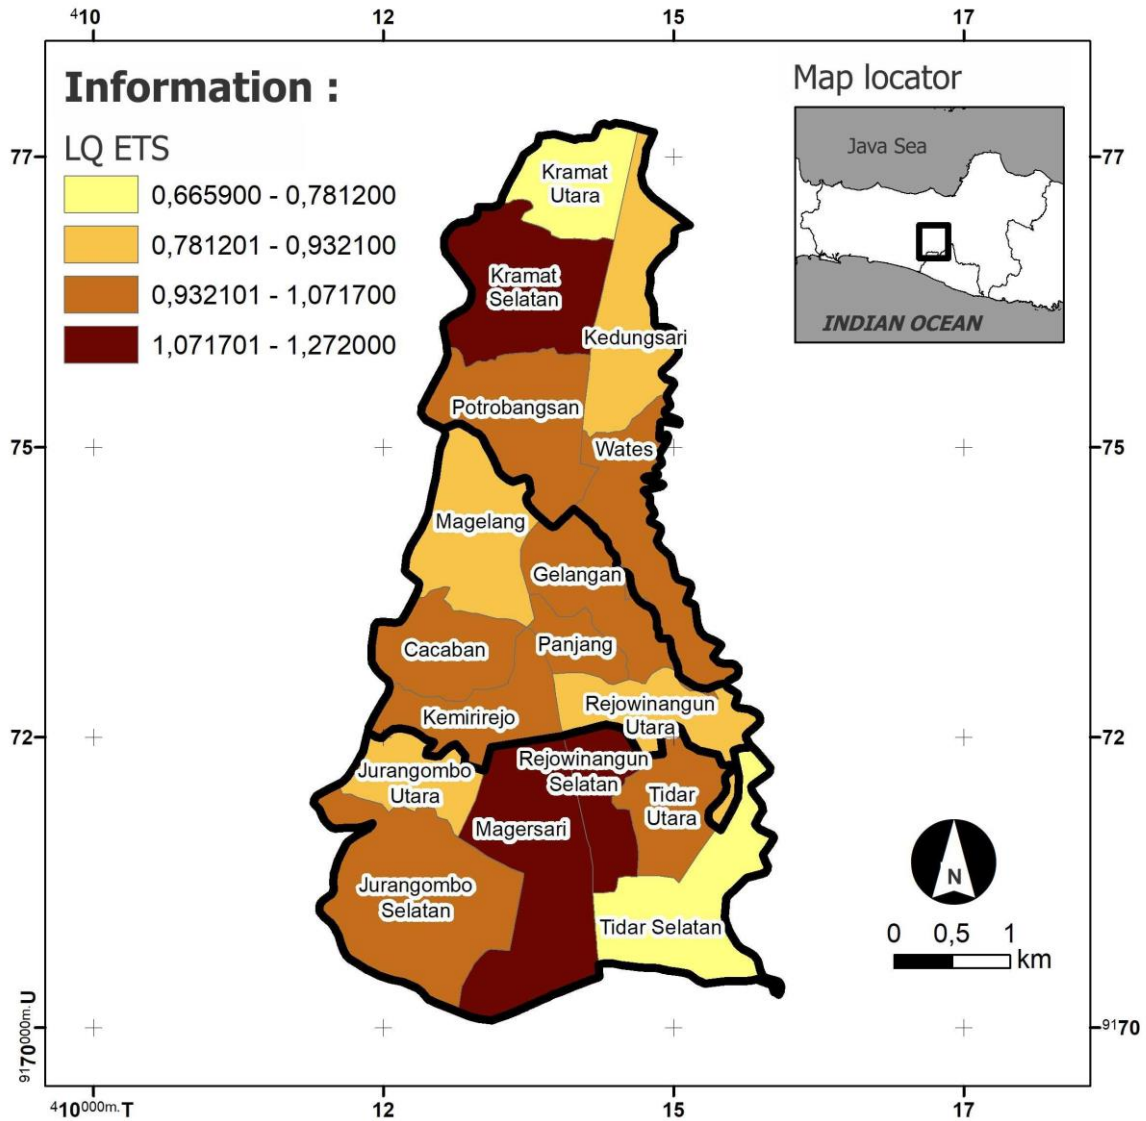 ⁴10
12
15
17
Information :
LQ ETS
0,665900 - 0,781200
0,781201 - 0,932100
0,932101 - 1,071700
1,071701 - 1,272000
Map locator
Java Sea
INDIAN OCEAN
77
77
75
75
72
72
Kramat
Utara
Kramat
Selatan
Kedungsari
Potrobangsan
Wates
Magelang
Gelangan
Cacaban
Panjang
Kemirirejo
Rejowinangun
Utara
Jurangombo
Utara
Rejowinangun
Selatan
Tidar
Utara
Magersari
Jurangombo
Selatan
Tidar Selatan
N
0 0,5 1
km
⁹¹70⁰⁰⁰ᵐ·U
⁹¹70
⁴10⁰⁰⁰ᵐ·T
12
15
17